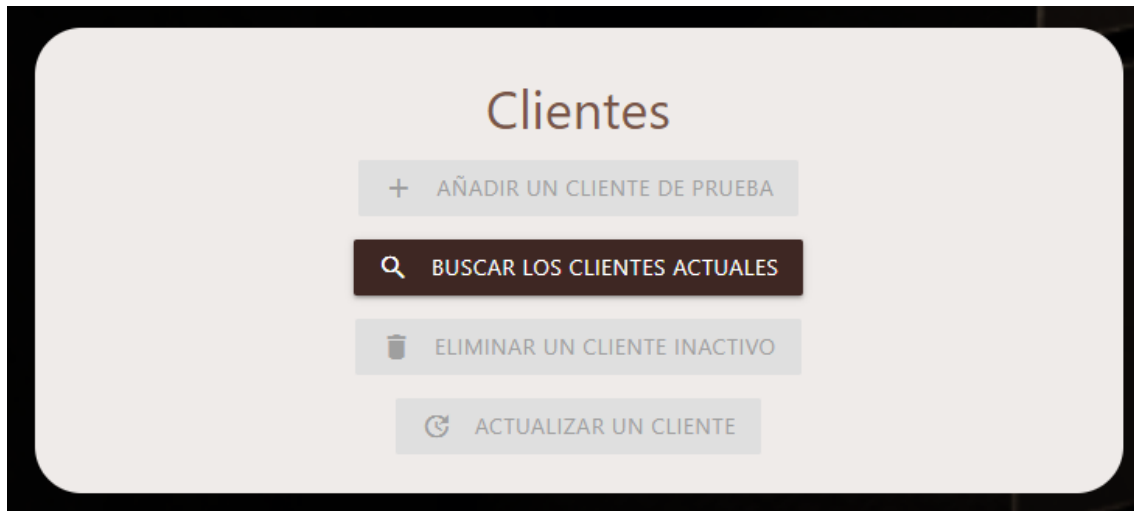 Clientes
AÑADIR UN CLIENTE DE PRUEBA
BUSCAR LOS CLIENTES ACTUALES
ELIMINAR UN CLIENTE INACTIVO
ACTUALIZAR UN CLIENTE